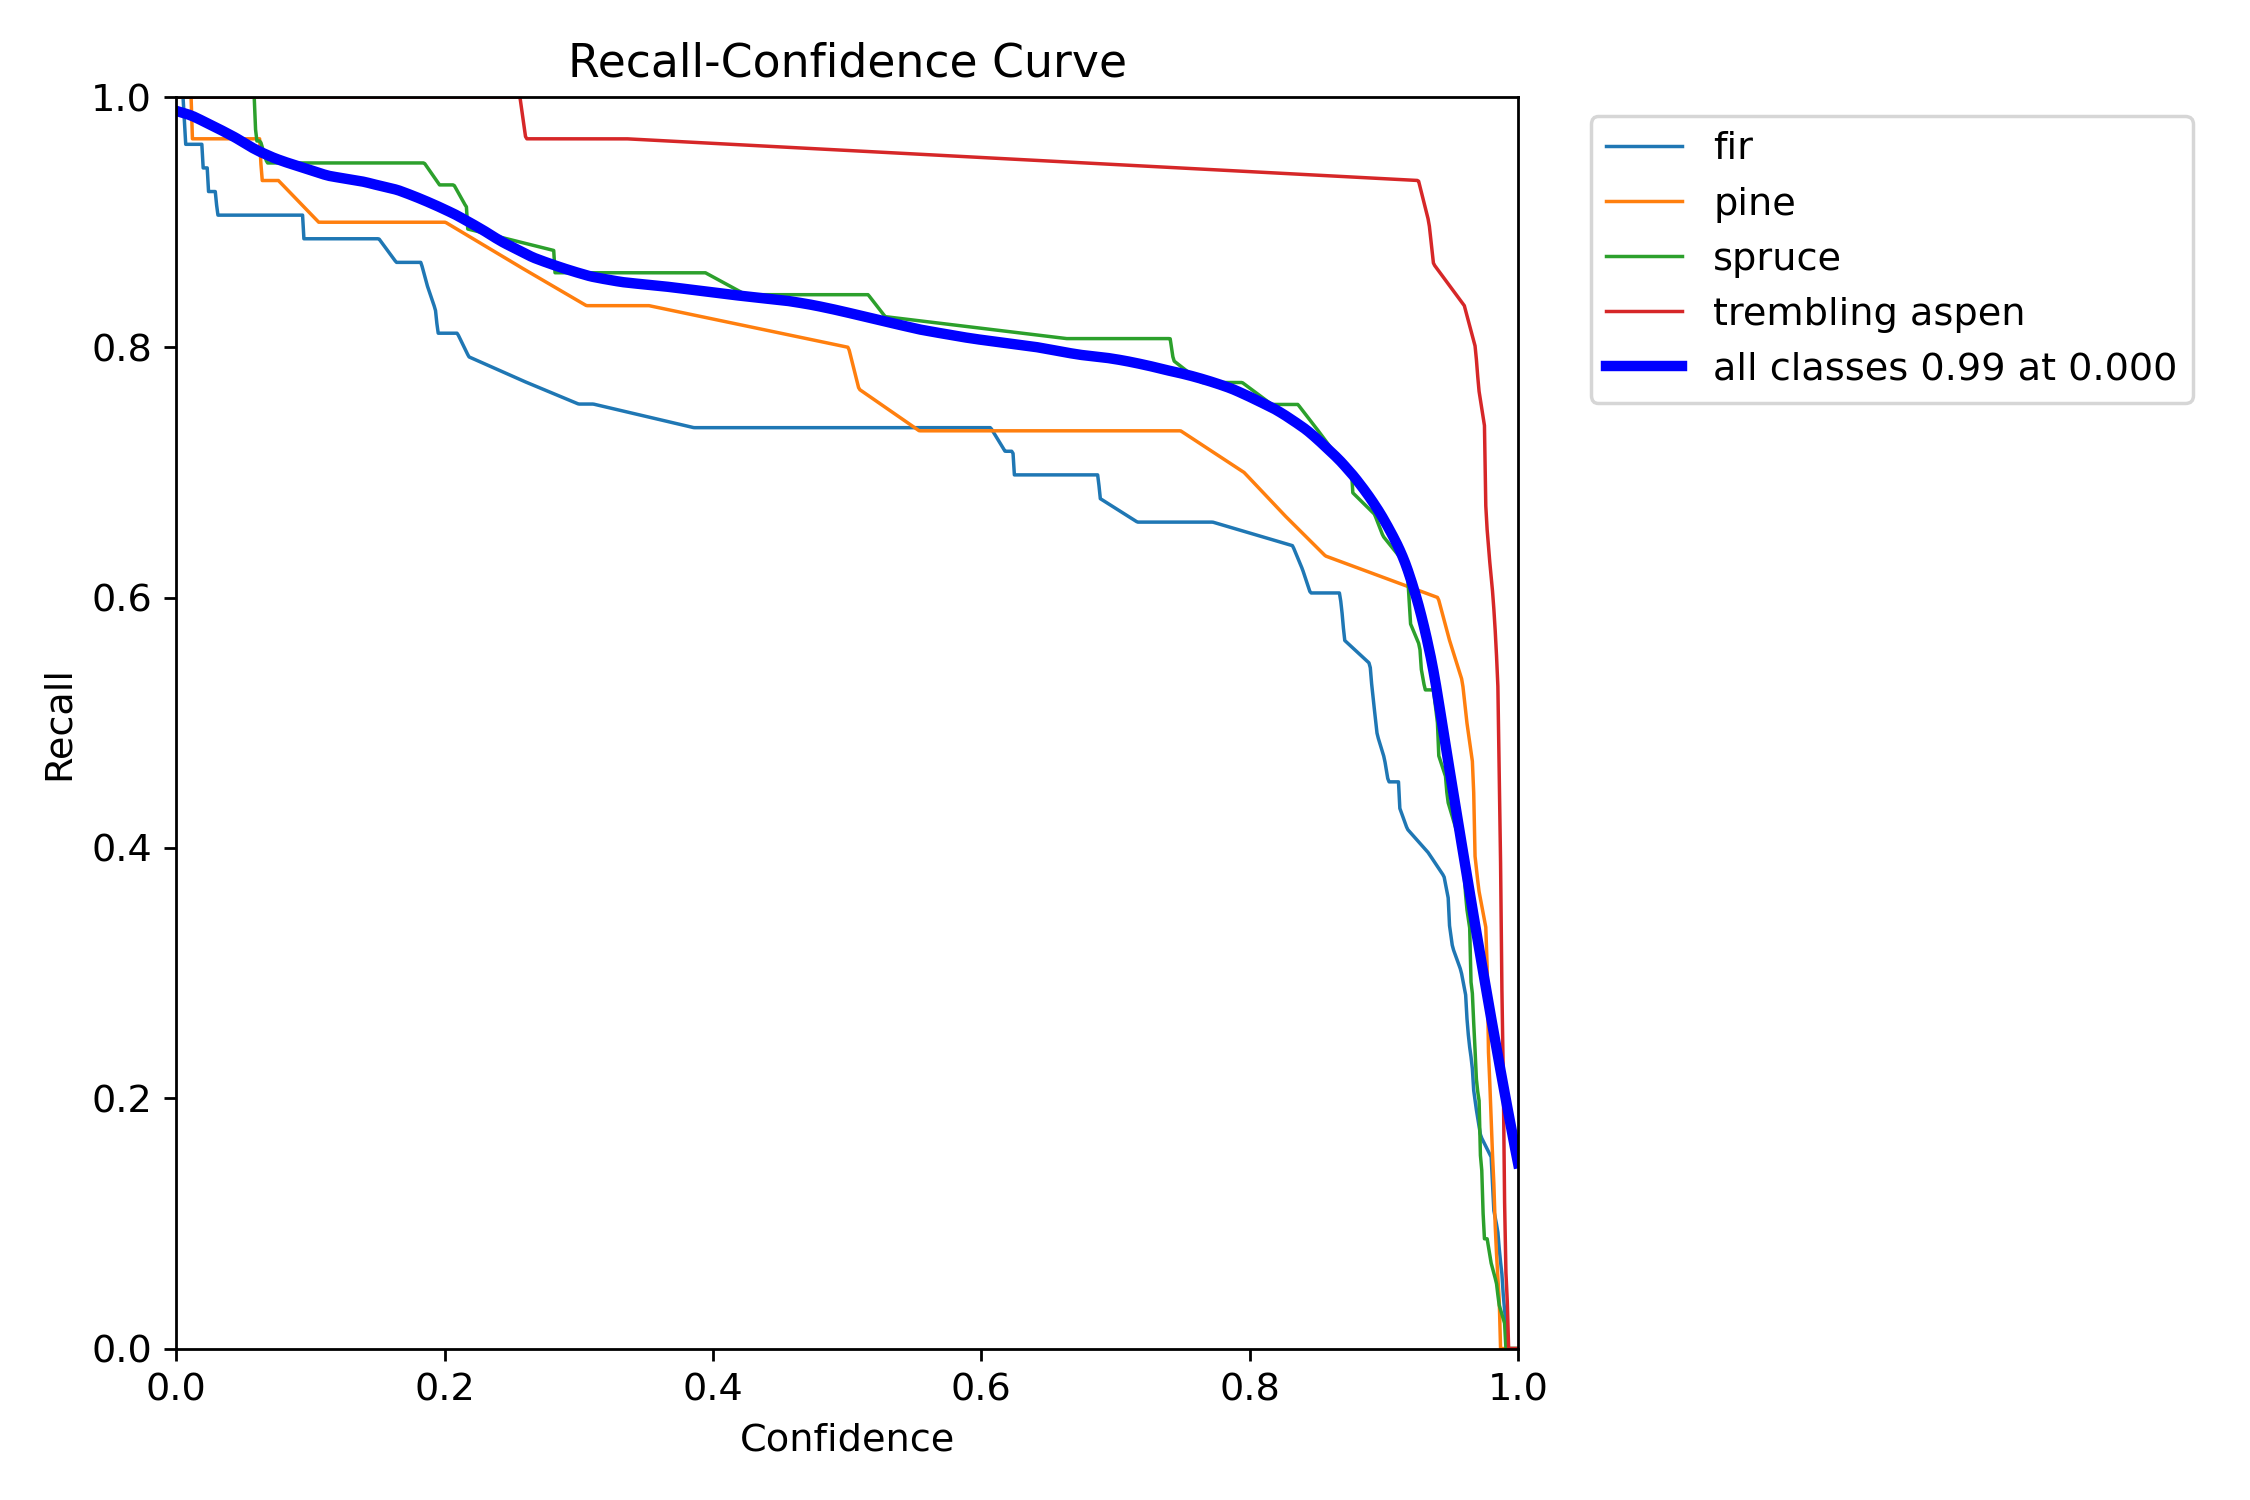 Recall-Confidence Curve
1.0
0.8
0.6
0.4
0.2
0.0
Recall
0.0 0.2 0.4 0.6 0.8 1.0
Confidence
fir
pine
spruce
trembling aspen
all classes 0.99 at 0.000